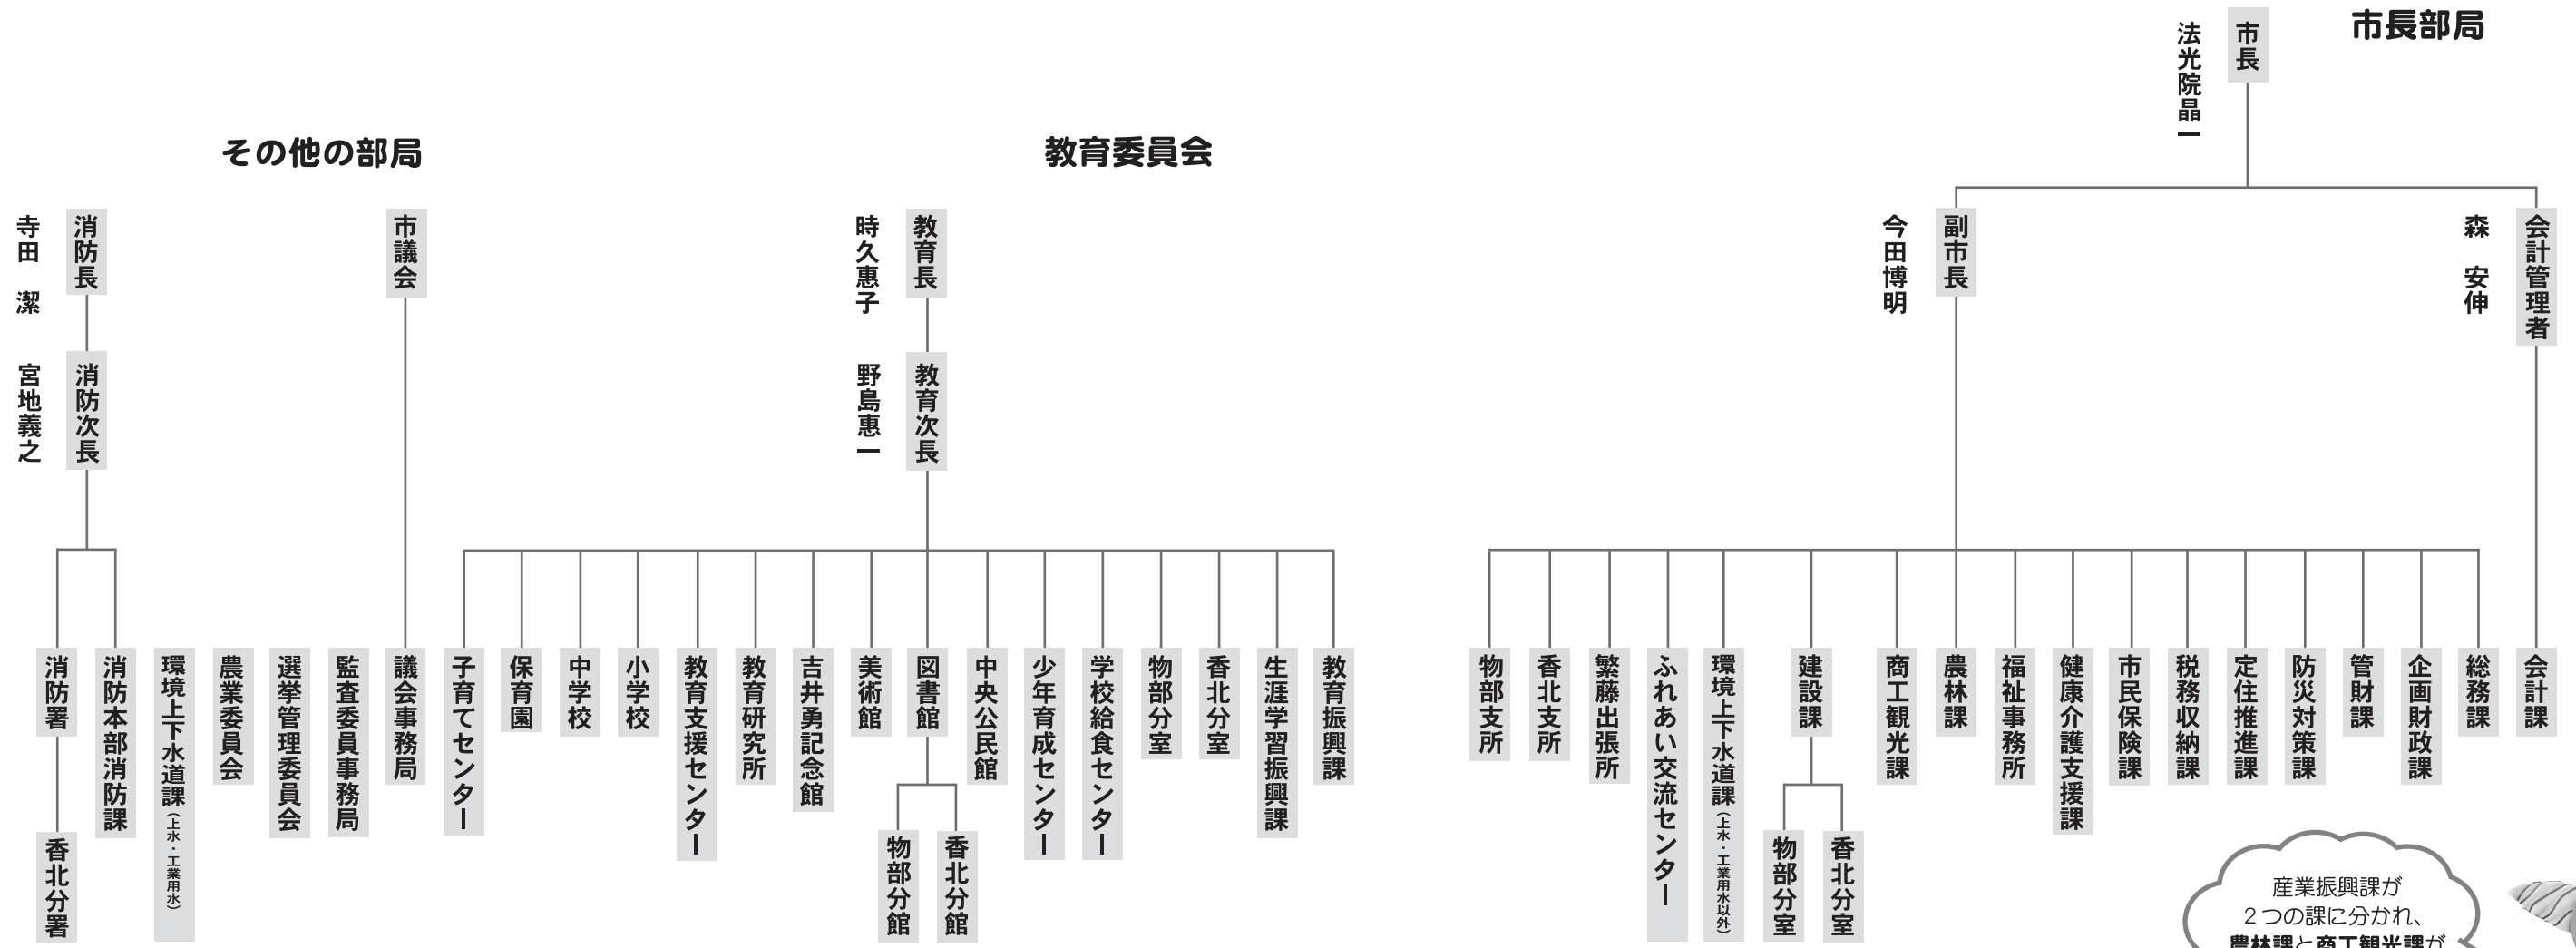 市長部局
市長
法光院晶一
会計管理者
森 安伸
副市長
今田博明
会計課
総務課
企画財政課
管財課
防災対策課
定住推進課
税務収納課
市民保険課
健康介護支援課
福祉事務所
農林課
商工観光課
建設課
香北分室
物部分室
環境上下水道課（上水・工業用水以外）
ふれあい交流センター
繁藤出張所
香北支所
物部支所
産業振興課が
２つの課に分かれ、
農林課と商工観光課が
教育委員会
教育長
時久惠子
教育次長
野島惠一
教育振興課
生涯学習振興課
香北分室
物部分室
学校給食センター
少年育成センター
中央公民館
図書館
香北分館
物部分館
美術館
吉井勇記念館
教育研究所
教育支援センター
小学校
中学校
保育園
子育てセンター
その他の部局
市議会
議会事務局
監査委員事務局
選挙管理委員会
農業委員会
環境上下水道課（上水・工業用水）
消防長
寺田 潔
消防次長
宮地義之
消防本部消防課
消防署
香北分署